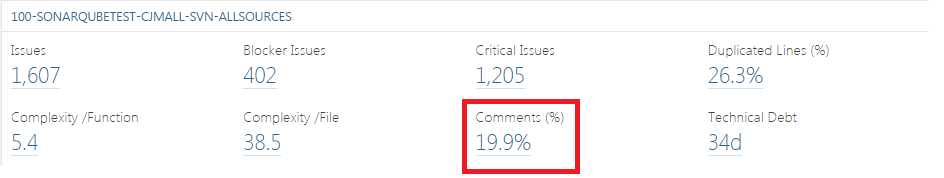 100-SONARQUBETEST-CJMALL-SVN-ALLSOURCES
Issues Blocker Issues Critical Issues Duplicated Lines (%)
1,607 402 1,205 26.3%
Complexity /Function Complexity /File Comments (%) Technical Debt
5.4 38.5 19.9% 34d